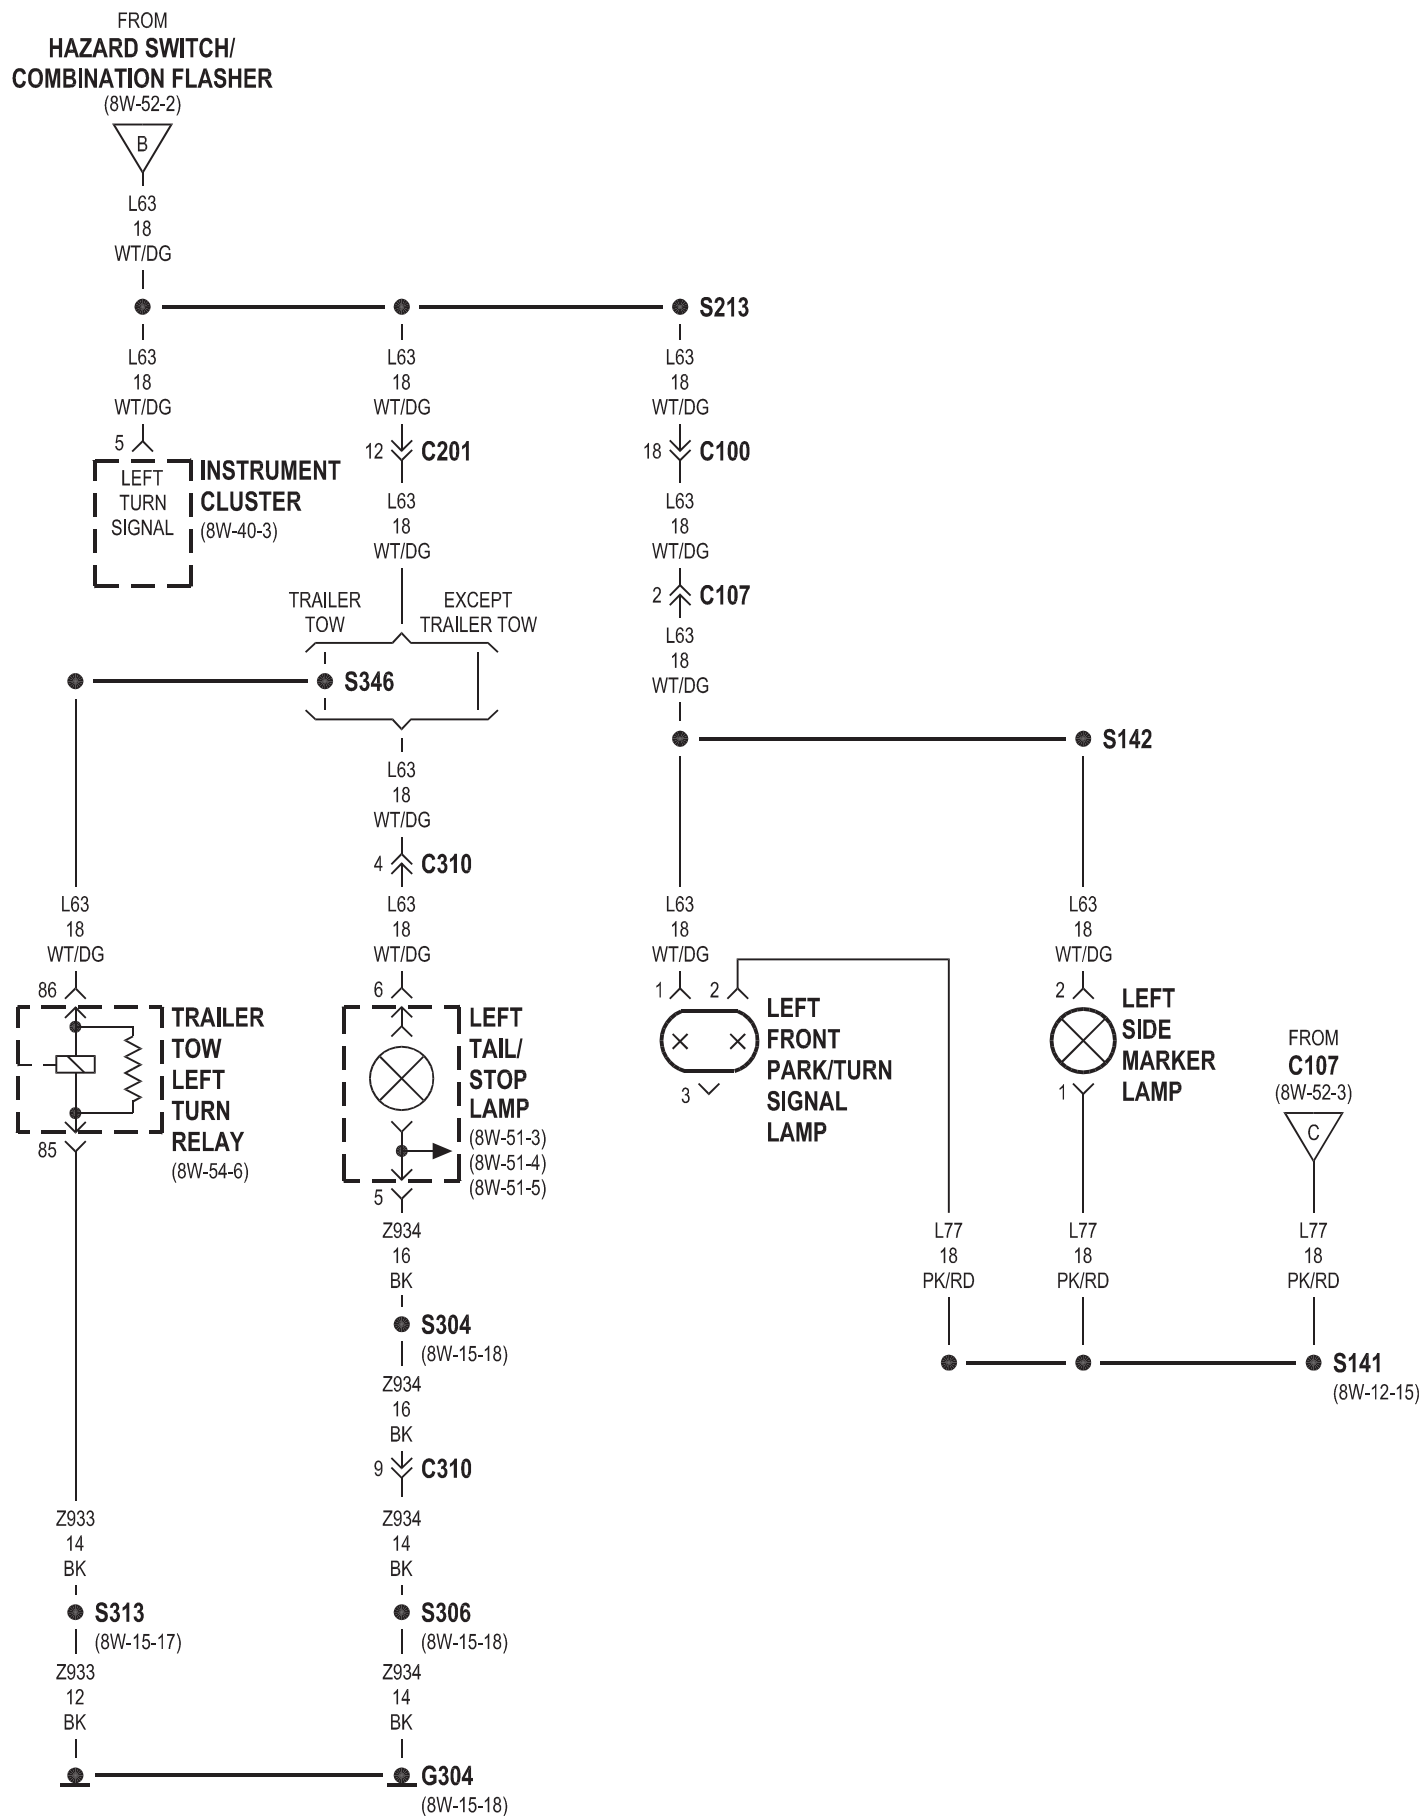 FROM
HAZARD SWITCH/
COMBINATION FLASHER
(8W-52-2)
B
L63
18
WT/DG
S213
L63
18
WT/DG
L63
18
WT/DG
L63
18
WT/DG
5
LEFT
TURN
SIGNAL
INSTRUMENT
CLUSTER
(8W-40-3)
12
C201
18
C100
L63
18
WT/DG
L63
18
WT/DG
2
C107
TRAILER
TOW
EXCEPT
TRAILER TOW
L63
18
WT/DG
S346
S142
L63
18
WT/DG
4
C310
L63
18
WT/DG
L63
18
WT/DG
L63
18
WT/DG
L63
18
WT/DG
86
TRAILER
TOW
LEFT
TURN
RELAY
(8W-54-6)
85
6
LEFT
TAIL/
STOP
LAMP
(8W-51-3)
(8W-51-4)
(8W-51-5)
5
1
2
3
LEFT
FRONT
PARK/TURN
SIGNAL
LAMP
2
LEFT
SIDE
MARKER
LAMP
1
FROM
C107
(8W-52-3)
C
Z934
16
BK
L77
18
PK/RD
L77
18
PK/RD
L77
18
PK/RD
S304
(8W-15-18)
S141
(8W-12-15)
Z934
16
BK
9
C310
Z933
14
BK
Z934
14
BK
S313
(8W-15-17)
S306
(8W-15-18)
Z933
12
BK
Z934
14
BK
G304
(8W-15-18)